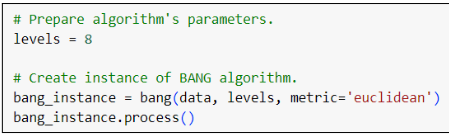 # Prepare algorithm's parameters.
levels = 8
# Create instance of BANG algorithm.
bang_instance = bang(data, levels, metric='euclidean')
bang_instance.process()